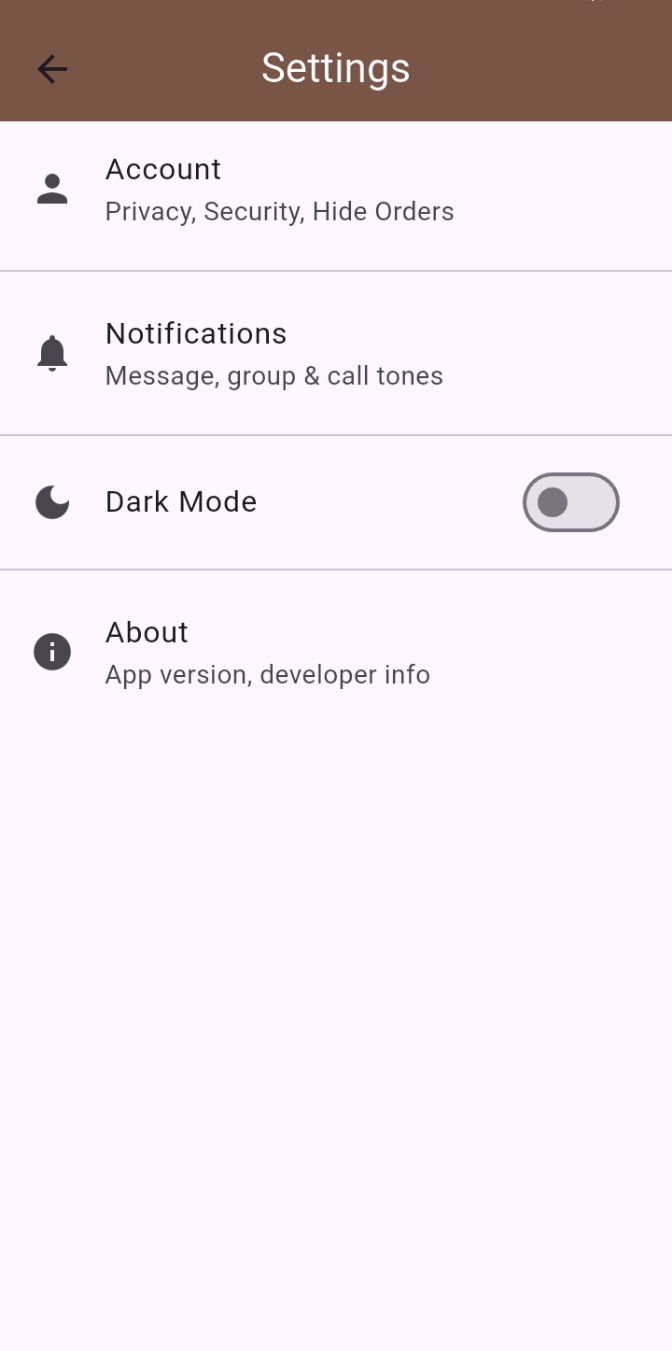 Settings
Account
Privacy, Security, Hide Orders
Notifications
Message, group & call tones
Dark Mode
About
App version, developer info